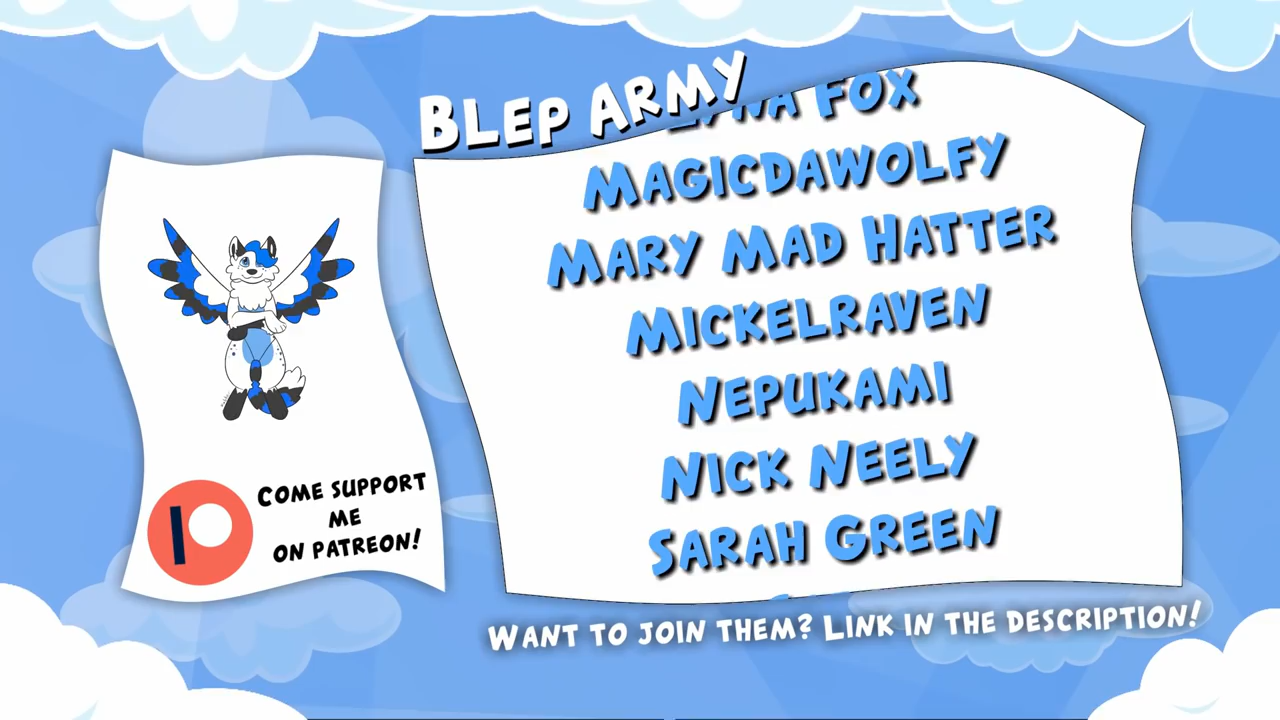 BLEP ARMY
FOX
MAGICDAWOLFY
MARY MAD HATTER
MICKELRAVEN
NEPUKAMI
NICK NEELY
SARAH GREEN
COME SUPPORT
ME
ON PATREON!
WANT TO JOIN THEM? LINK IN THE DESCRIPTION!